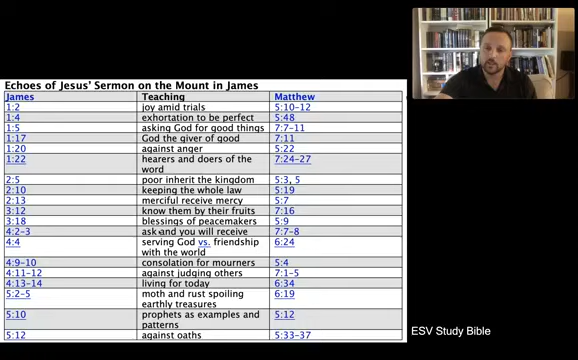 Echoes of Jesus' Sermon on the Mount in James
James Teaching Matthew
1:2 joy amid trials 5:10–12
1:4 exhortation to be perfect 5:48
1:5 asking God for good things 7:7–11
1:17 God the giver of good 7:11
1:20 against anger 5:22
1:22 hearers and doers of the 7:24–27
word
2:5 poor inherit the kingdom 5:3, 5
2:10 keeping the whole law 5:19
2:13 merciful receive mercy 5:7
3:12 know them by their fruits 7:16
3:18 blessings of peacemakers 5:9
4:2–3 ask and you will receive 7:7–8
4:4 serving God vs. friendship 6:24
with the world
4:9–10 consolation for mourners 5:4
4:11–12 against judging others 7:1–5
4:13–14 living for today 6:34
5:2–5 moth and rust spoiling 6:19
earthly treasures
5:10 prophets as examples and 5:12
patterns
5:12 against oaths 5:33–37
ESV Study Bible